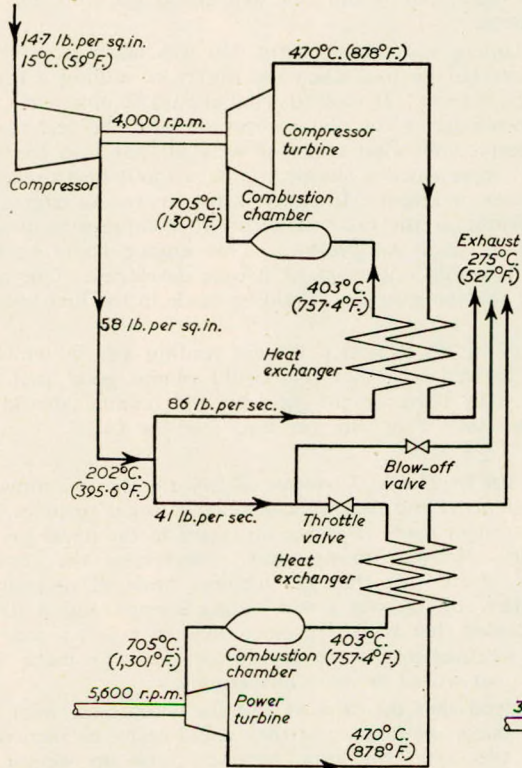 14·7 lb. per sq.in.
15°C. (59°F.)
470°C. (878°F.)
4,000 r.p.m.
Compressor
turbine
Compressor
705°C.
(1301°F.)
Combustion
chamber
Exhaust
275°C.
(527°F.)
403°C.
(757·4°F.)
58 lb. per sq.in.
Heat
exchanger
86 lb. per sec.
Blow-off
valve
202°C.
(395·6°F.)
41 lb. per sec.
Throttle
valve
Heat
exchanger
705°C.
(1,301°F.)
Combustion
chamber
403°C.
(757·4°F.)
5,600 r.p.m.
Power
turbine
470°C.
(878°F.)
3